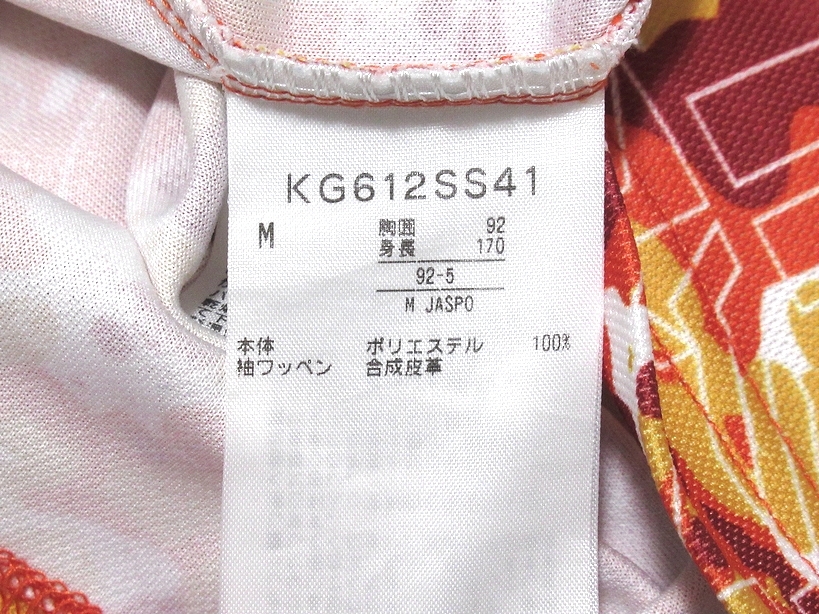 KG612SS41
M
胸囲 92
身長 170
92-5
M JASPO
本体 ポリエステル 100%
袖ワッペン 合成皮革